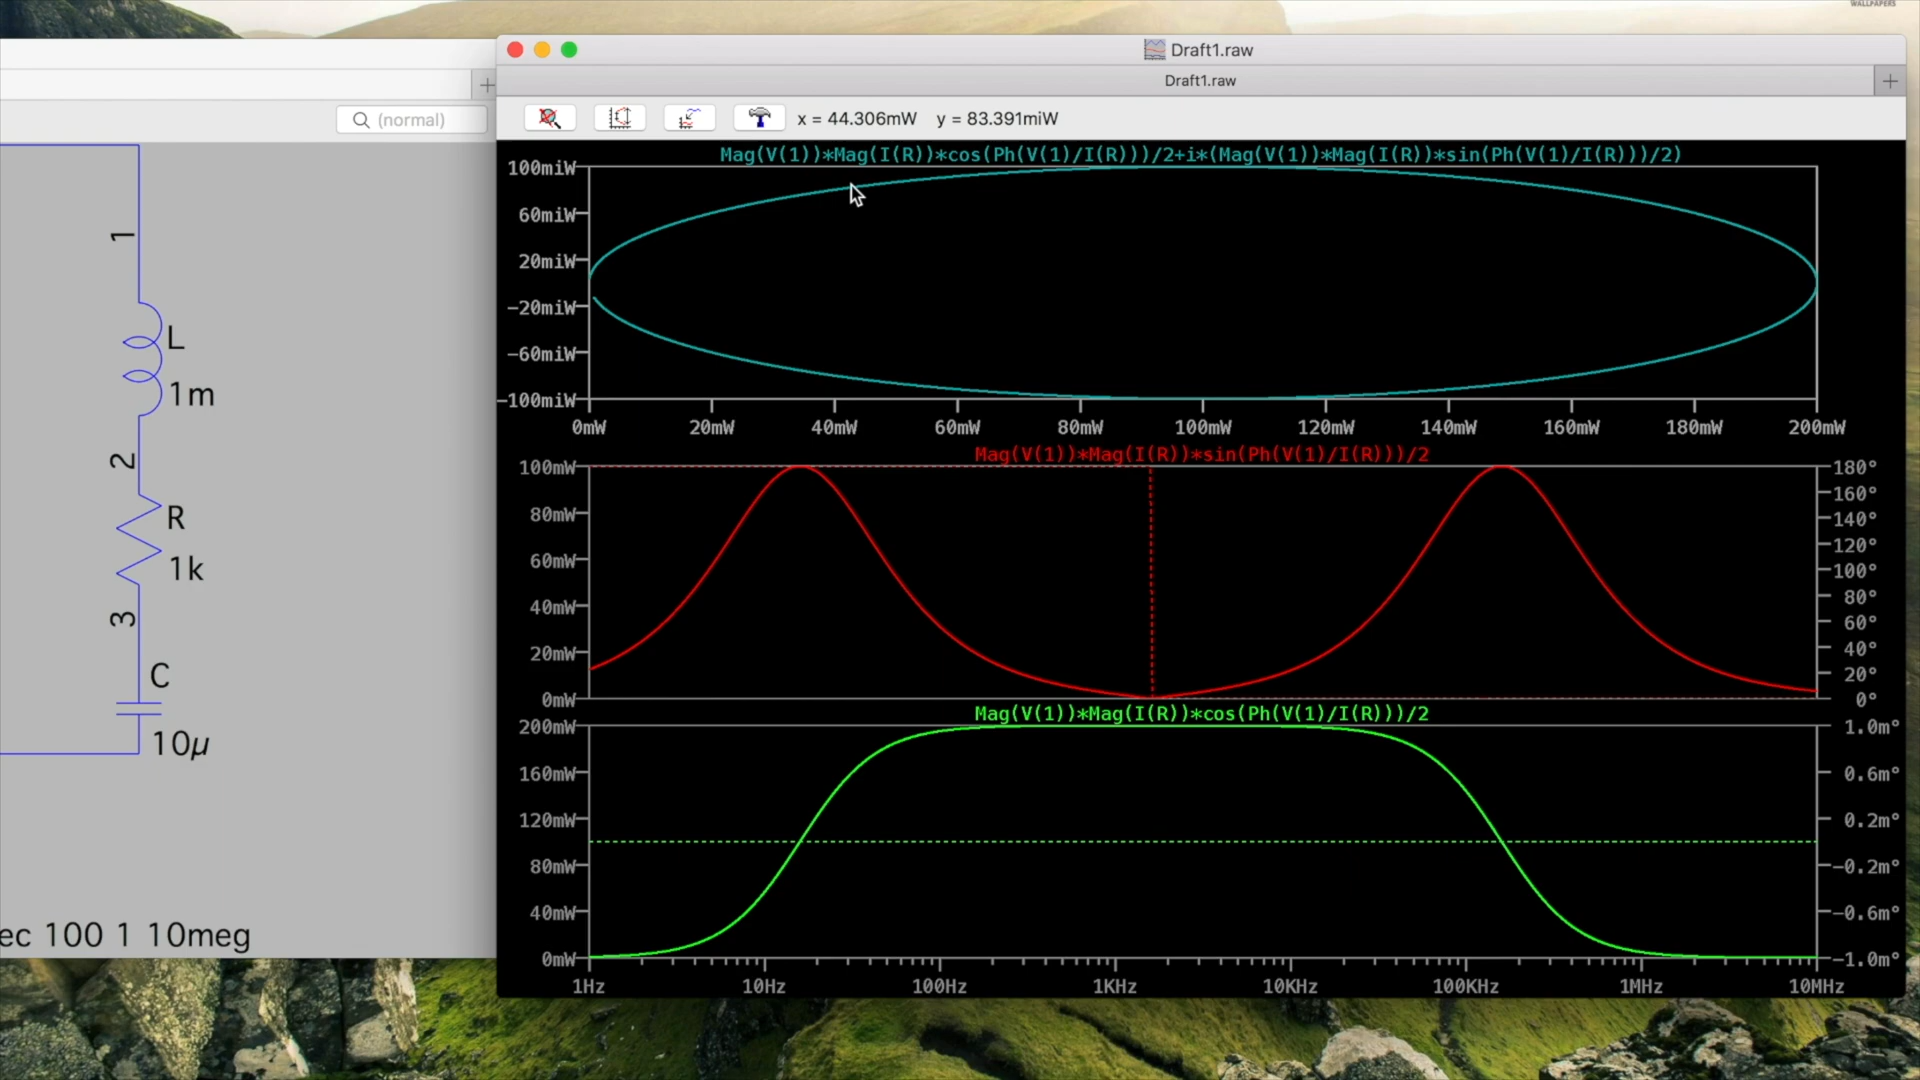 WALLPAPERS
Draft1.raw
Draft1.raw
(normal)
x = 44.306mW y = 83.391miW
Mag(V(1))*Mag(I(R))*cos(Ph(V(1)/I(R)))/2+i*(Mag(V(1))*Mag(I(R))*sin(Ph(V(1)/I(R)))/2)
100miW
60miW
20miW
-20miW
-60miW
-100miW
0mW 20mW 40mW 60mW 80mW 100mW 120mW 140mW 160mW 180mW 200mW
Mag(V(1))*Mag(I(R))*sin(Ph(V(1)/I(R)))/2
100mW 180°
160°
80mW 140°
120°
60mW 100°
40mW 80°
60°
20mW 40°
20°
0mW 0°
Mag(V(1))*Mag(I(R))*cos(Ph(V(1)/I(R)))/2
200mW 1.0m°
160mW 0.6m°
120mW 0.2m°
80mW -0.2m°
40mW -0.6m°
0mW -1.0m°
1Hz 10Hz 100Hz 1KHz 10KHz 100KHz 1MHz 10MHz
1
L
1m
2
R
1k
3
C
10µ
ec 100 1 10meg